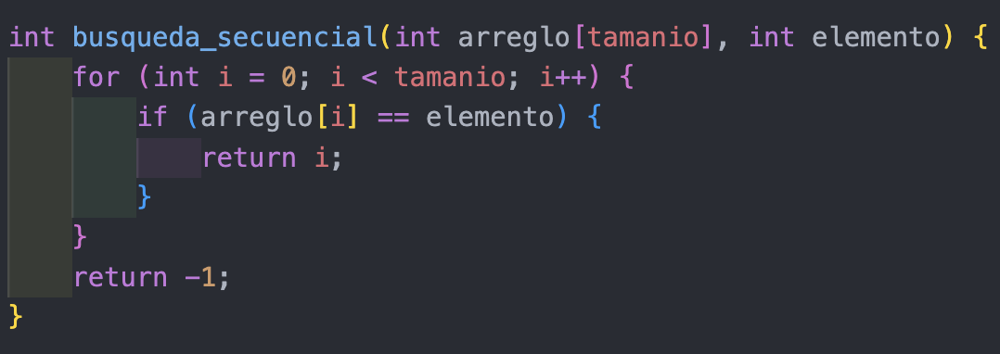 int busqueda_secuencial(int arreglo[tamanio], int elemento) {
    for (int i = 0; i < tamanio; i++) {
        if (arreglo[i] == elemento) {
            return i;
        }
    }
    return -1;
}